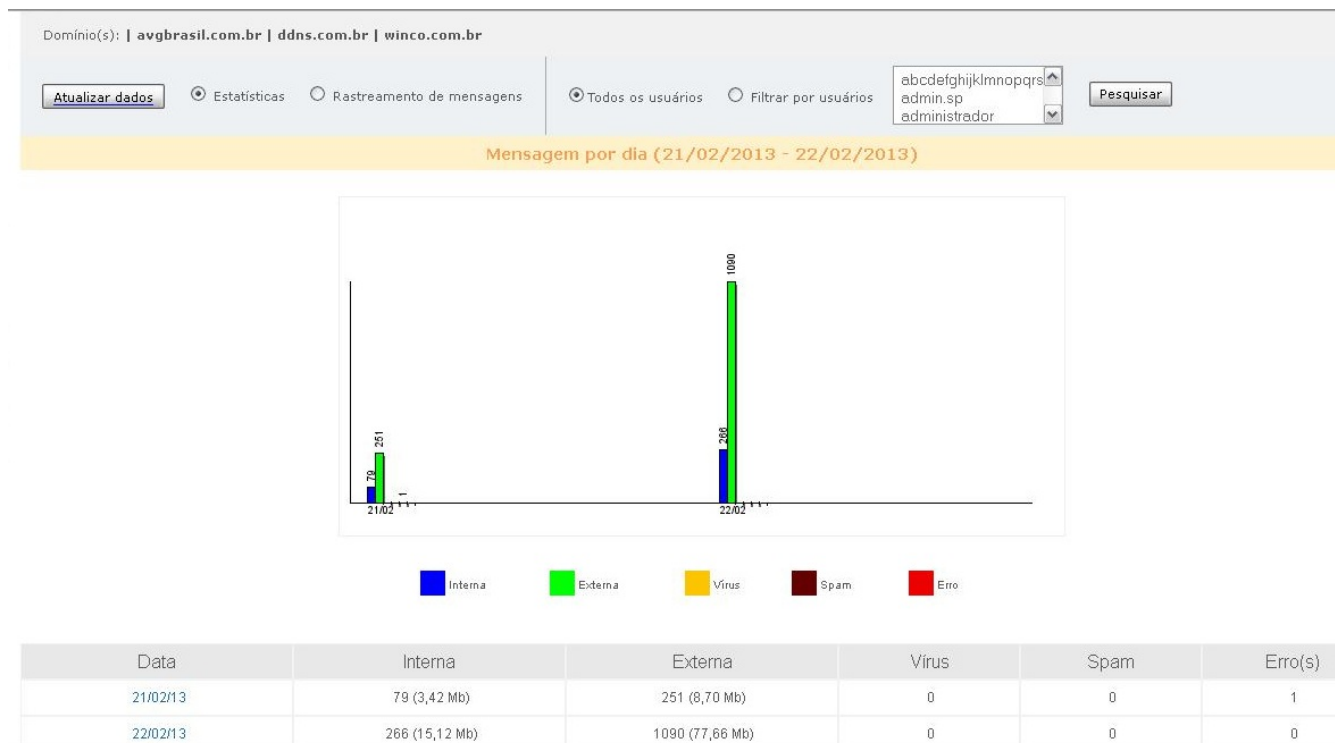 Domínio(s): | avgbrasil.com.br | ddns.com.br | winco.com.br
Atualizar dados Estatísticas Rastreamento de mensagens Todos os usuários Filtrar por usuários abcdefghijklmnopqrs Pesquisar
admin.sp
administrador
Mensagem por dia (21/02/2013 - 22/02/2013)
1090
251 266
79 1
21/02 22/02
Interna Externa Vírus Spam Erro
Data Interna Externa Vírus Spam Erro(s)
21/02/13 79 (3,42 Mb) 251 (8,70 Mb) 0 0 1
22/02/13 266 (15,12 Mb) 1090 (77,66 Mb) 0 0 0